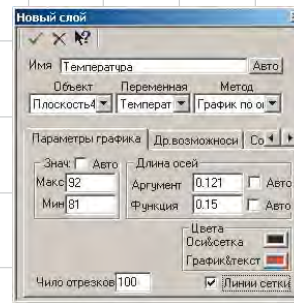 Новый слой
Имя Температура Авто
Объект Переменная Метод
Плоскость4 Температ График по о
Параметры графика Др.возможноси Со
Знач: Авто Длина осей
Макс 92 Аргумент 0.121 Авто
Мин 81 Функция 0.15 Авто
Цвета
Оси&сетка
График&текст
Чило отрезков 100 Линии сетки